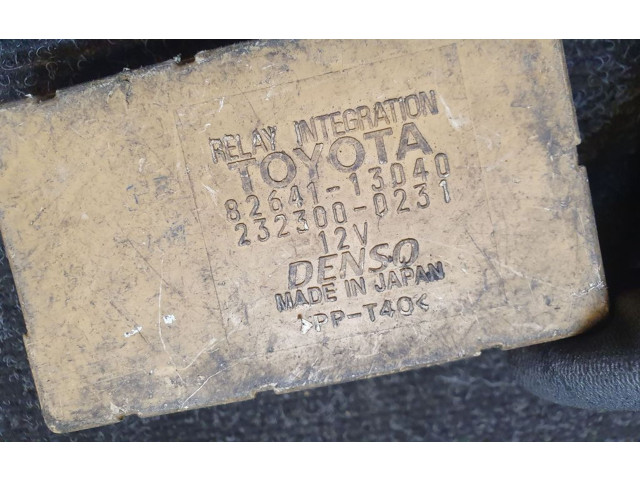 RELAY INTEGRATION
TOYOTA
82641-13040
232300-0231
12V
DENSO
MADE IN JAPAN
>PP-T40<